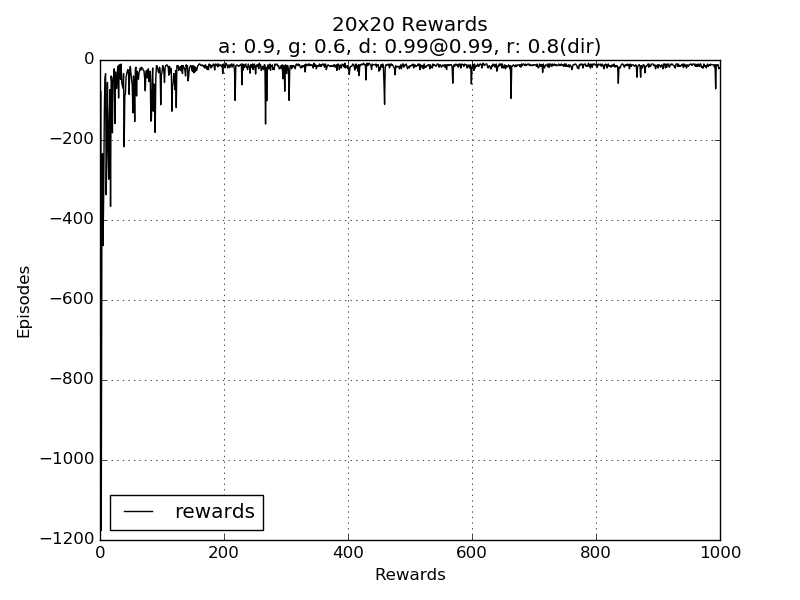 20x20 Rewards
a: 0.9, g: 0.6, d: 0.99@0.99, r: 0.8(dir)
0
−200
−400
−600
−800
−1000
−1200
Episodes
rewards
0 200 400 600 800 1000
Rewards